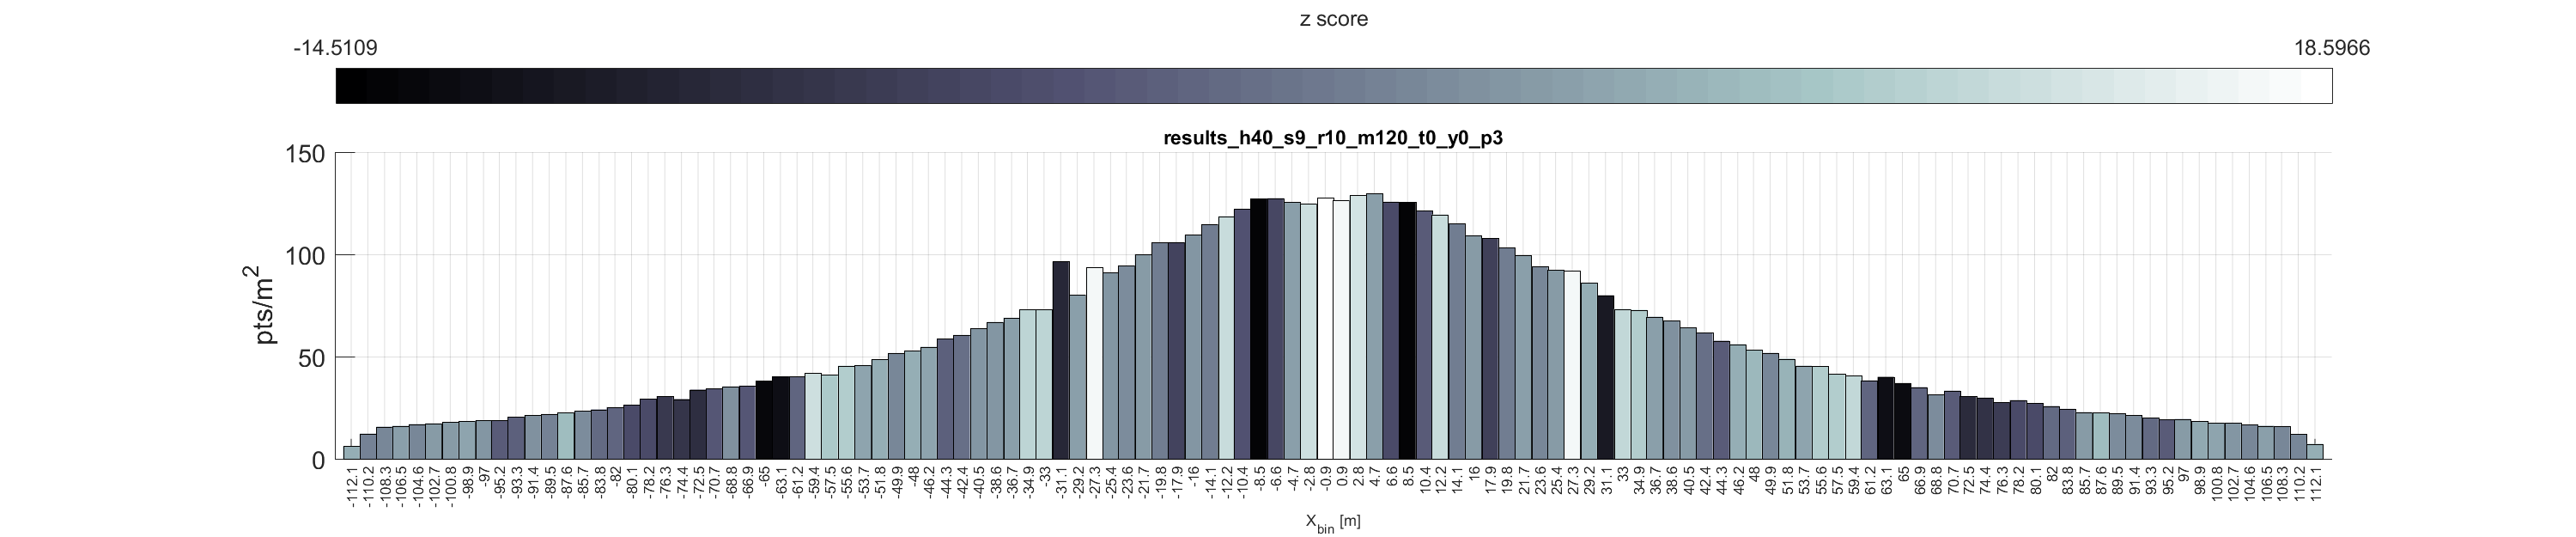 z score
-14.5109 18.5966
results_h40_s9_r10_m120_t0_y0_p3
150
100
50
0
pts/m2
-112.1 -110.2 -108.3 -106.5 -104.6 -102.7 -100.8 -98.9 -97 -95.2 -93.3 -91.4 -89.5 -87.6 -85.7 -83.8 -82 -80.1 -78.2 -76.3 -74.4 -72.5 -70.7 -68.8 -66.9 -65 -63.1 -61.2 -59.4 -57.5 -55.6 -53.7 -51.8 -49.9 -48 -46.2 -44.3 -42.4 -40.5 -38.6 -36.7 -34.9 -33 -31.1 -29.2 -27.3 -25.4 -23.6 -21.7 -19.8 -17.9 -16 -14.1 -12.2 -10.4 -8.5 -6.6 -4.7 -2.8 -0.9 0.9 2.8 4.7 6.6 8.5 10.4 12.2 14.1 16 17.9 19.8 21.7 23.6 25.4 27.3 29.2 31.1 33 34.9 36.7 38.6 40.5 42.4 44.3 46.2 48 49.9 51.8 53.7 55.6 57.5 59.4 61.2 63.1 65 66.9 68.8 70.7 72.5 74.4 76.3 78.2 80.1 82 83.8 85.7 87.6 89.5 91.4 93.3 95.2 97 98.9 100.8 102.7 104.6 106.5 108.3 110.2 112.1
Xbin [m]